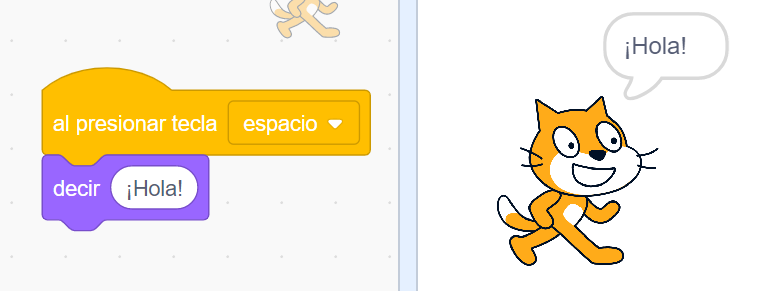 al presionar tecla espacio
decir ¡Hola!
¡Hola!